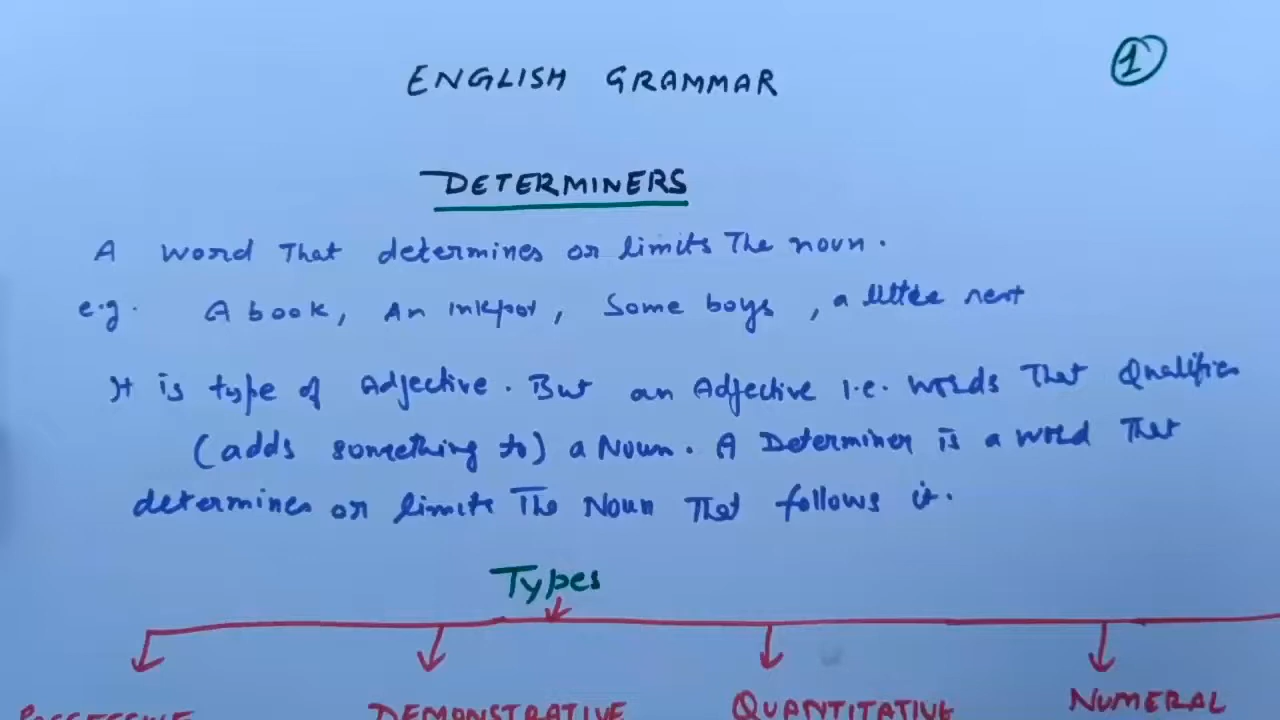 1
ENGLISH GRAMMAR
DETERMINERS
A word that determines or limits The noun.
e.g. A book, An inkpot, Some boys, a little rest
It is type of Adjective. But an Adjective i.e. words That Qualifies
(adds something to) a Noun. A Determiner is a word That
determines or limits The Noun That follows it.
Types
POSSESSIVE DEMONSTRATIVE QUANTITATIVE NUMERAL